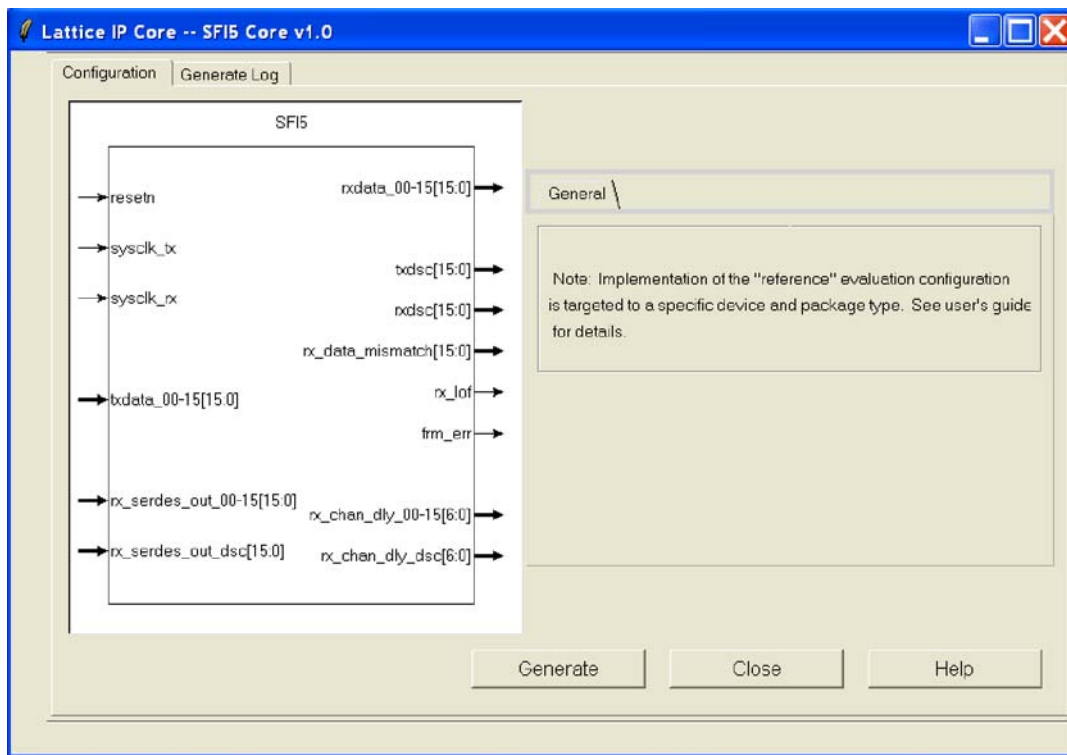 Lattice IP Core -- SFI5 Core v1.0
Configuration
Generate Log
SFI5
resetn
sysclk_tx
sysclk_rx
txdata_00-15[15:0]
rx_serdes_out_00-15[15:0]
rx_serdes_out_dsc[15:0]
rxdata_00-15[15:0]
txdsc[15:0]
rxdsc[15:0]
rx_data_mismatch[15:0]
rx_lof
frm_err
rx_chan_dly_00-15[6:0]
rx_chan_dly_dsc[6:0]
General
Note: Implementation of the "reference" evaluation configuration
is targeted to a specific device and package type. See user's guide
for details.
Generate
Close
Help